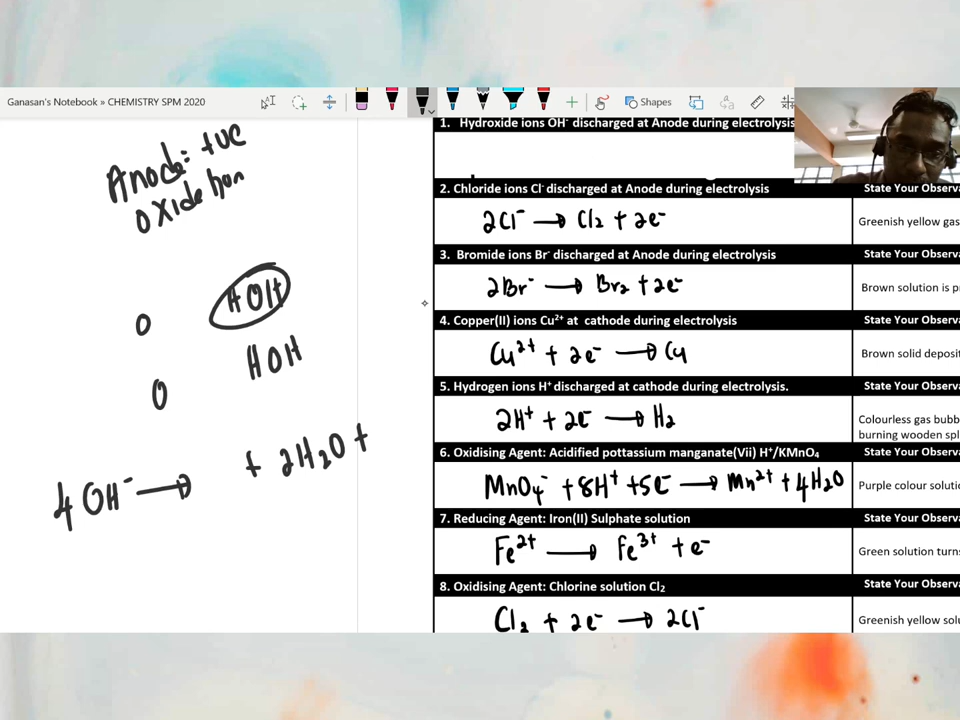 Ganasan's Notebook » CHEMISTRY SPM 2020
Shapes
Anode: +ve
Oxide
O HOH
O HOH
4OH⁻ → + 2H₂O +
1. Hydroxide ions OH⁻ discharged at Anode during electrolysis
2. Chloride ions Cl⁻ discharged at Anode during electrolysis State Your Observa
2Cl⁻ → Cl₂ + 2e⁻ Greenish yellow gas
3. Bromide ions Br⁻ discharged at Anode during electrolysis State Your Observa
2Br⁻ → Br₂ + 2e⁻ Brown solution is pr
4. Copper(II) ions Cu²⁺ at cathode during electrolysis State Your Observa
Cu²⁺ + 2e⁻ → Cu Brown solid deposit
5. Hydrogen ions H⁺ discharged at cathode during electrolysis. State Your Observa
2H⁺ + 2e⁻ → H₂ Colourless gas bubb
burning wooden spl
6. Oxidising Agent: Acidified pottassium manganate(Vii) H⁺/KMnO₄ State Your Observa
MnO₄⁻ + 8H⁺ + 5e⁻ → Mn²⁺ + 4H₂O Purple colour solutio
7. Reducing Agent: Iron(II) Sulphate solution State Your Observa
Fe²⁺ → Fe³⁺ + e⁻ Green solution turns
8. Oxidising Agent: Chlorine solution Cl₂ State Your Observa
Cl₂ + 2e⁻ → 2Cl⁻ Greenish yellow solu